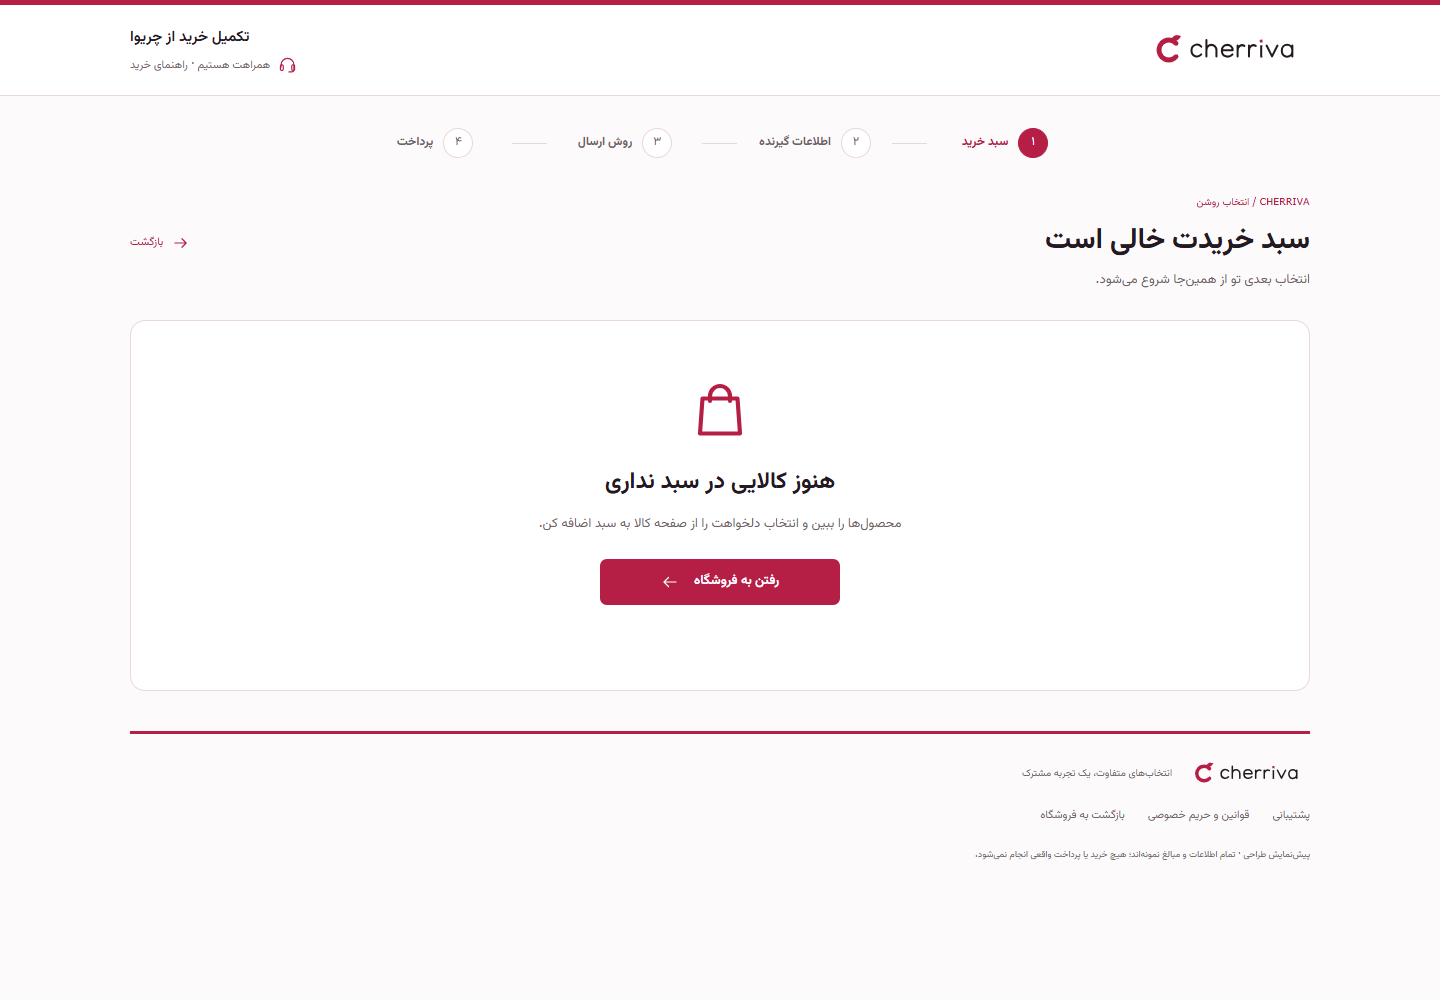 cherriva
تکمیل خرید از چریوا
همراهت هستیم · راهنمای خرید
۱ سبد خرید
۲ اطلاعات گیرنده
۳ روش ارسال
۴ پرداخت
CHERRIVA / انتخاب روشن
سبد خریدت خالی است
بازگشت
انتخاب بعدی تو از همین‌جا شروع می‌شود.
هنوز کالایی در سبد نداری
محصول‌ها را ببین و انتخاب دلخواهت را از صفحه کالا به سبد اضافه کن.
رفتن به فروشگاه
cherriva
انتخاب‌های متفاوت، یک تجربه مشترک
پشتیبانی قوانین و حریم خصوصی بازگشت به فروشگاه
پیش‌نمایش طراحی · تمام اطلاعات و مبالغ نمونه‌اند؛ هیچ خرید یا پرداخت واقعی انجام نمی‌شود.